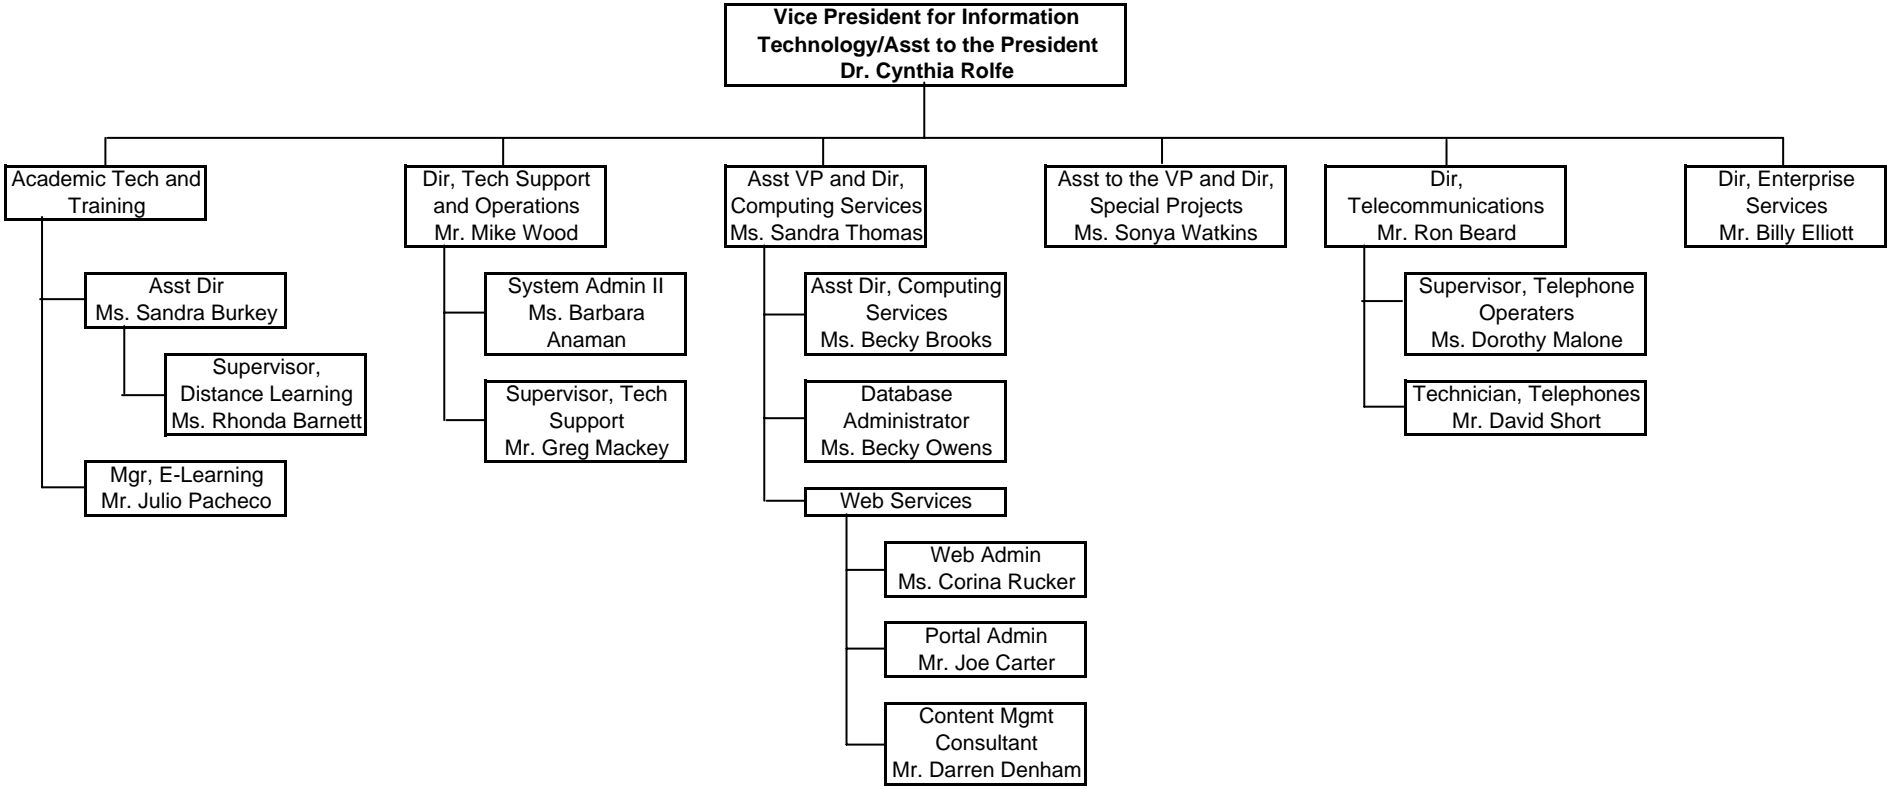 Vice President for Information
Technology/Asst to the President
Dr. Cynthia Rolfe
Academic Tech and
Training
Asst Dir
Ms. Sandra Burkey
Supervisor,
Distance Learning
Ms. Rhonda Barnett
Mgr, E-Learning
Mr. Julio Pacheco
Dir, Tech Support
and Operations
Mr. Mike Wood
System Admin II
Ms. Barbara
Anaman
Supervisor, Tech
Support
Mr. Greg Mackey
Asst VP and Dir,
Computing Services
Ms. Sandra Thomas
Asst Dir, Computing
Services
Ms. Becky Brooks
Database
Administrator
Ms. Becky Owens
Web Services
Web Admin
Ms. Corina Rucker
Portal Admin
Mr. Joe Carter
Content Mgmt
Consultant
Mr. Darren Denham
Asst to the VP and Dir,
Special Projects
Ms. Sonya Watkins
Dir,
Telecommunications
Mr. Ron Beard
Supervisor, Telephone
Operaters
Ms. Dorothy Malone
Technician, Telephones
Mr. David Short
Dir, Enterprise
Services
Mr. Billy Elliott